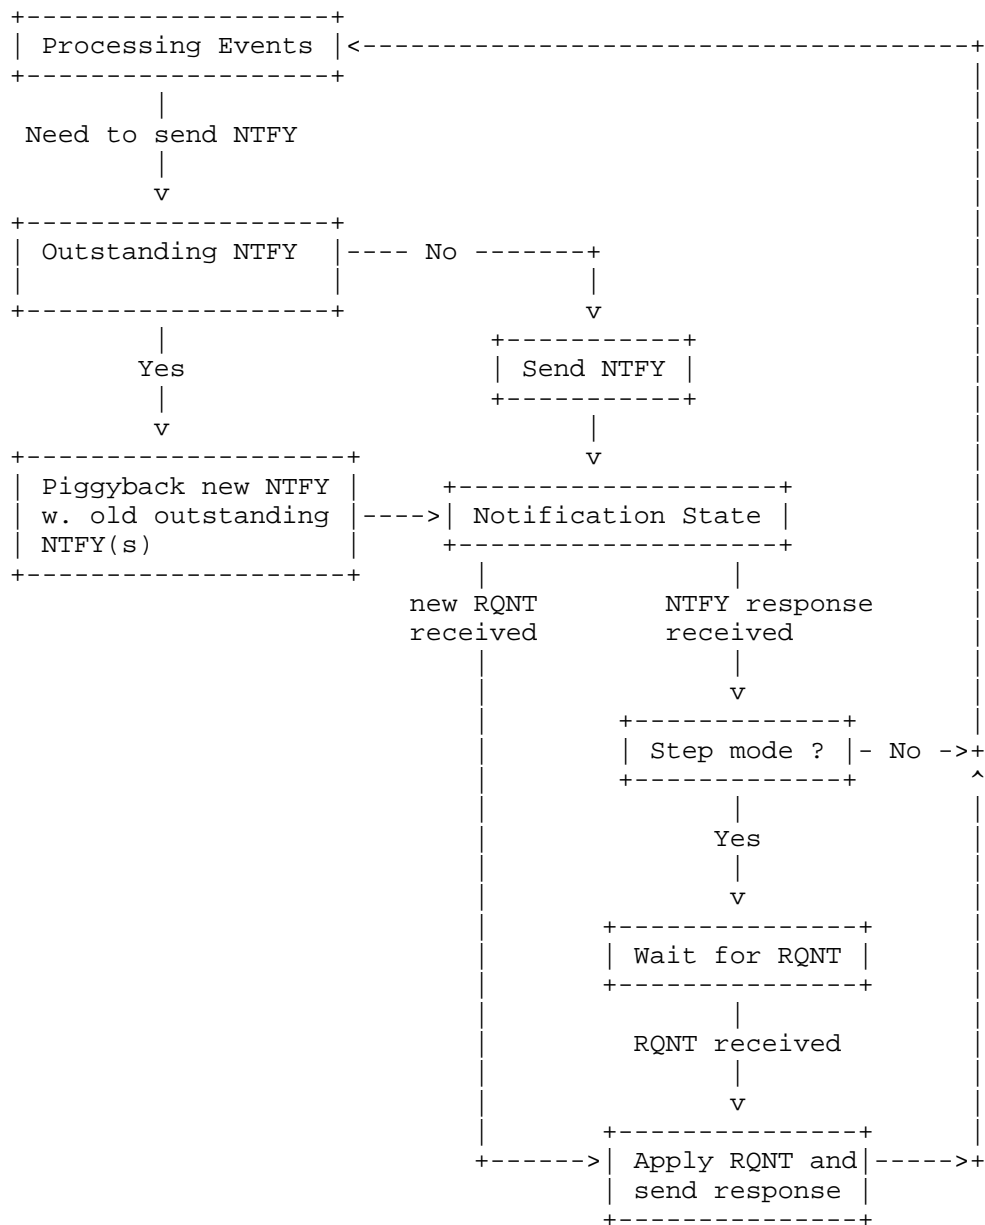 Processing Events
Need to send NTFY
Outstanding NTFY
No
Yes
Send NTFY
Piggyback new NTFY
w. old outstanding
NTFY(s)
Notification State
new RQNT
received
NTFY response
received
Step mode ?
No
Yes
Wait for RQNT
RQNT received
Apply RQNT and
send response